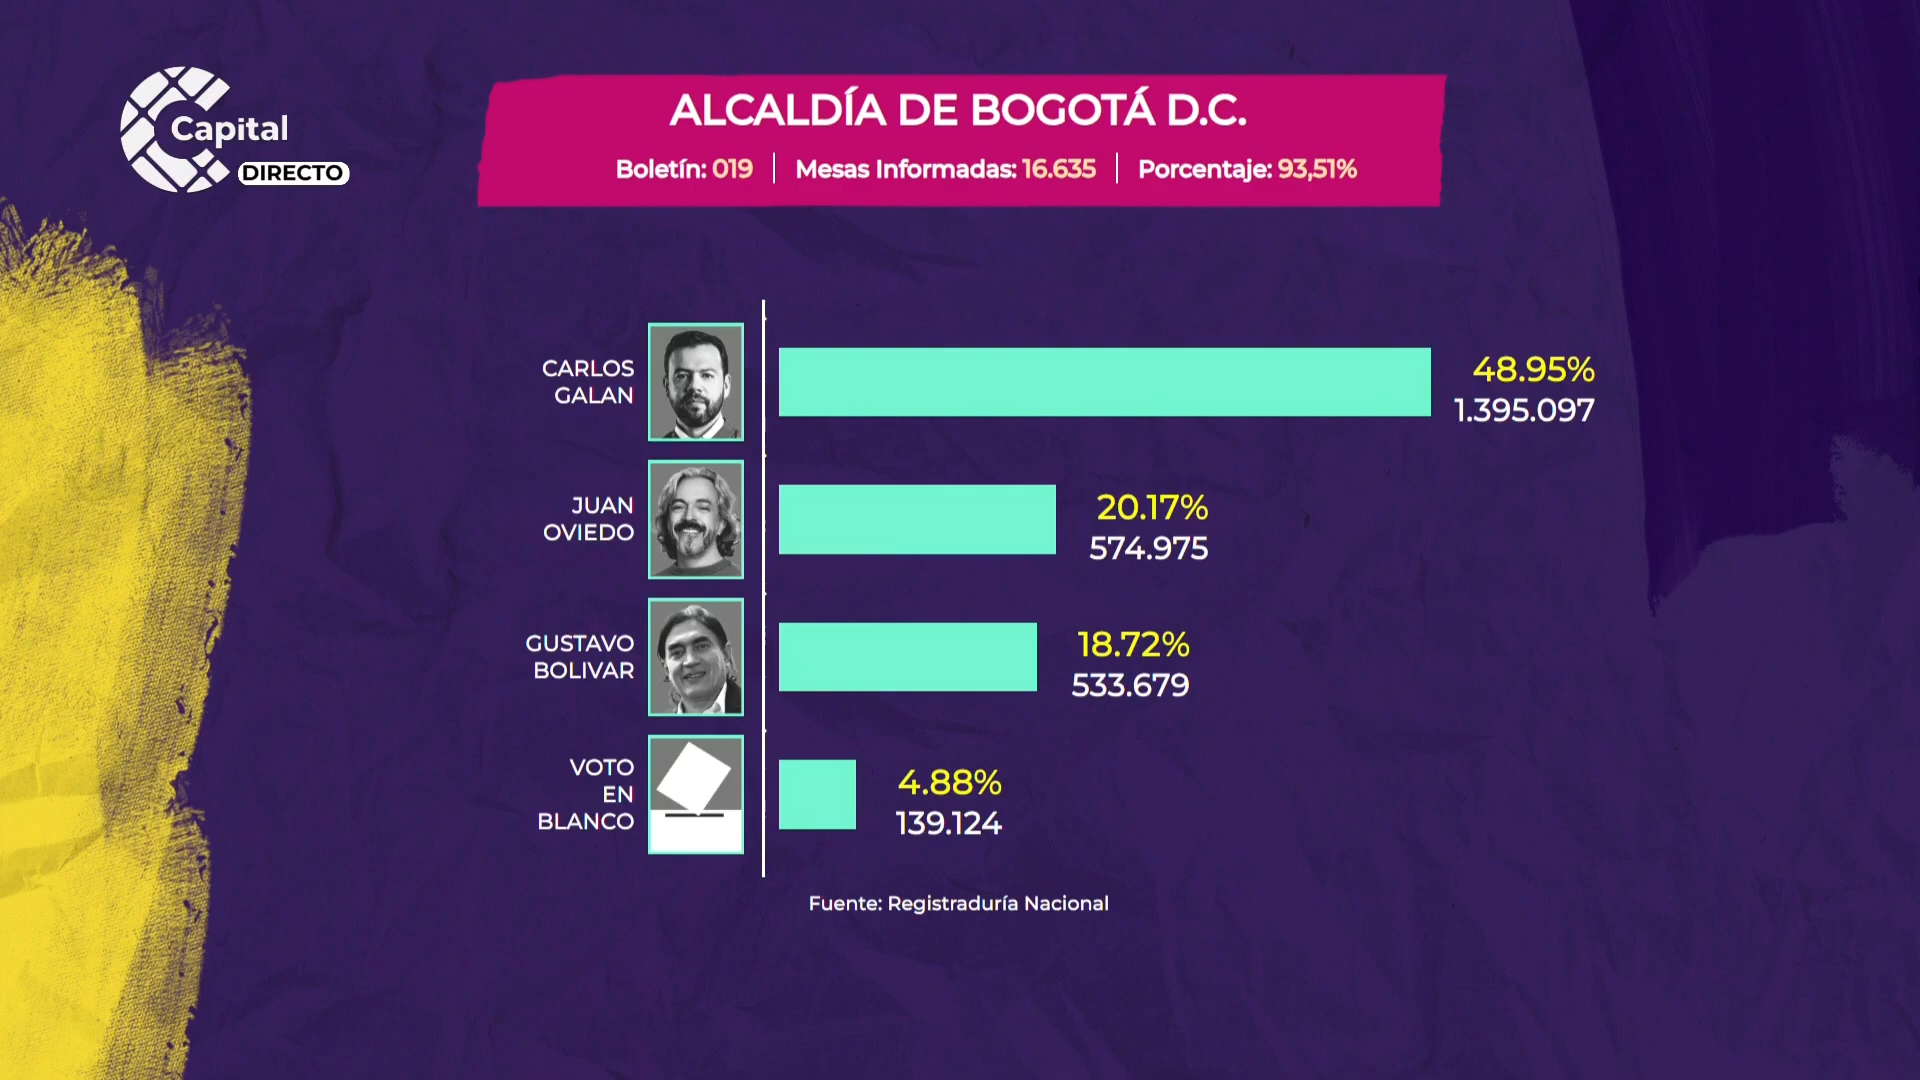 Capital
DIRECTO
ALCALDÍA DE BOGOTÁ D.C.
Boletín: 019 | Mesas Informadas: 16.635 | Porcentaje: 93,51%
CARLOS
GALAN
48.95%
1.395.097
JUAN
OVIEDO
20.17%
574.975
GUSTAVO
BOLIVAR
18.72%
533.679
VOTO
EN
BLANCO
4.88%
139.124
Fuente: Registraduría Nacional